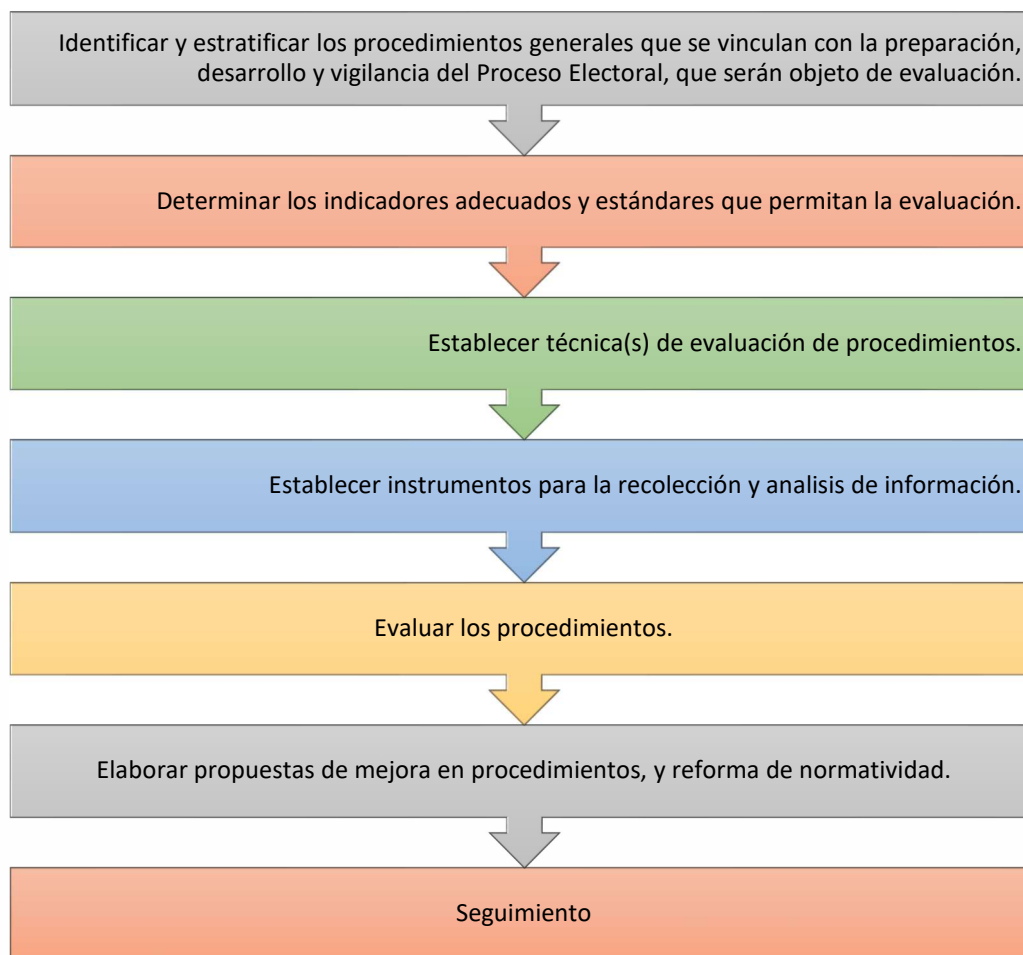 Identificar y estratificar los procedimientos generales que se vinculan con la preparación,
desarrollo y vigilancia del Proceso Electoral, que serán objeto de evaluación.
Determinar los indicadores adecuados y estándares que permitan la evaluación.
Establecer técnica(s) de evaluación de procedimientos.
Establecer instrumentos para la recolección y analisis de información.
Evaluar los procedimientos.
Elaborar propuestas de mejora en procedimientos, y reforma de normatividad.
Seguimiento